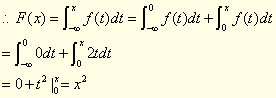 ∴ F(x) = ∫_{-∞}^{x} f(t)dt = ∫_{-∞}^{0} f(t)dt + ∫_{0}^{x} f(t)dt
= ∫_{-∞}^{0} 0dt + ∫_{0}^{x} 2tdt
= 0 + t² |_{0}^{x} = x²